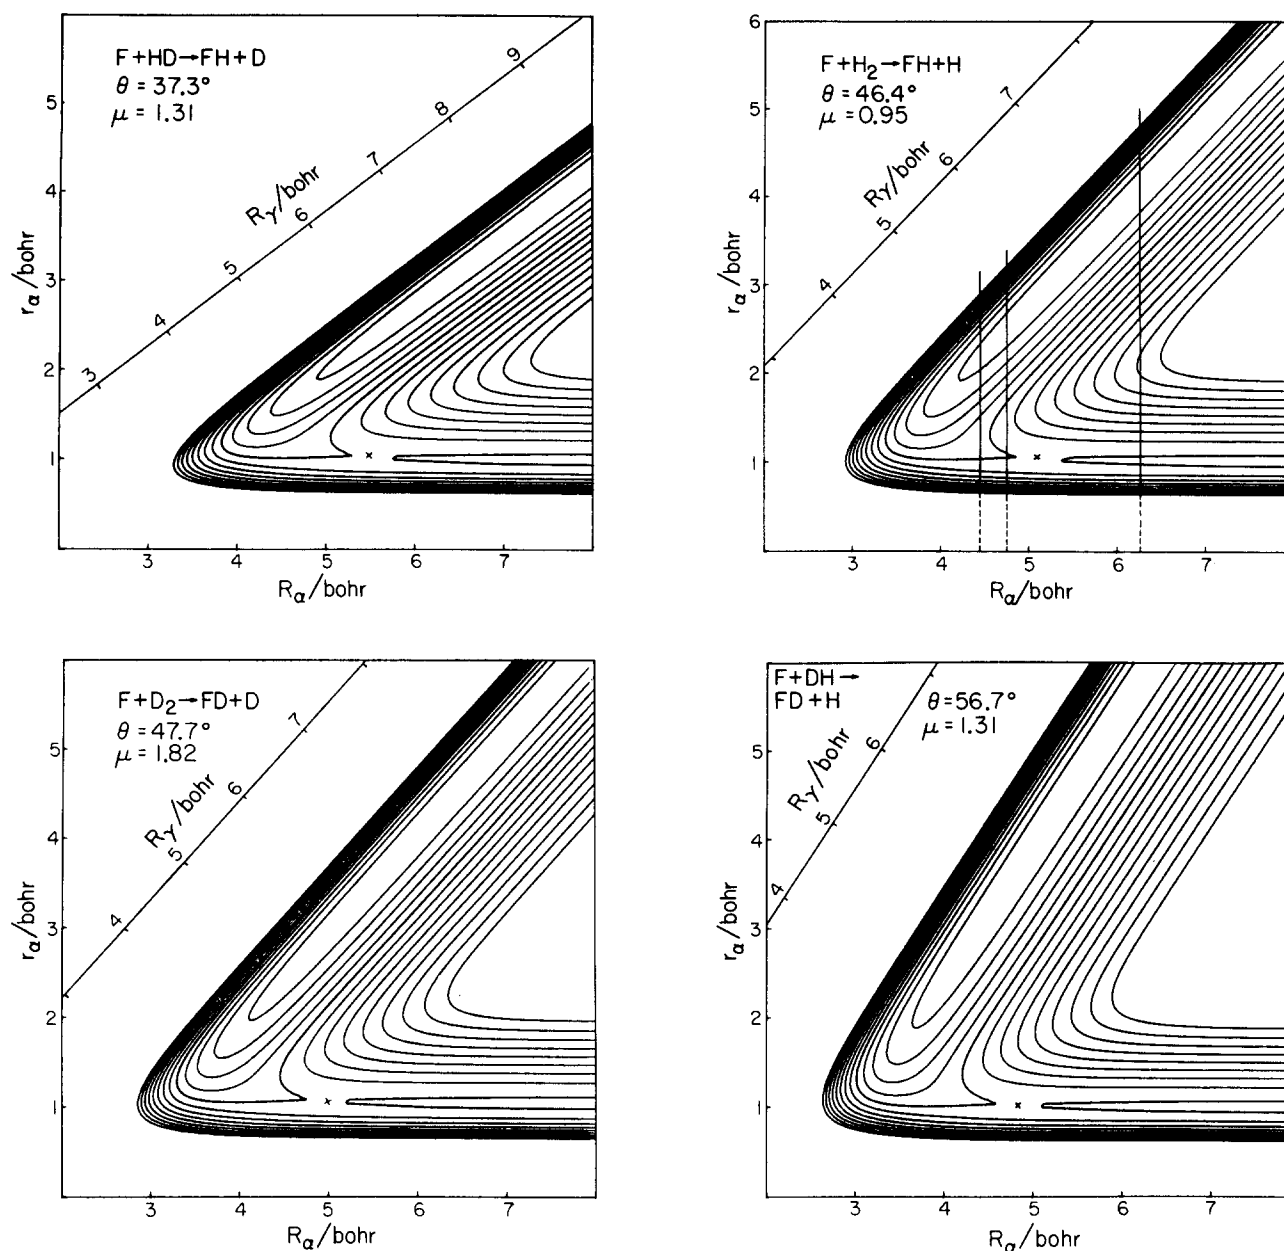 F+HD→FH+D
θ = 37.3°
μ = 1.31
Rγ/bohr
3 4 5 6 7 8 9
rα/bohr
5
4
3
2
1
3 4 5 6 7
Rα/bohr
F+H₂→FH+H
θ = 46.4°
μ = 0.95
Rγ/bohr
4 5 6 7
rα/bohr
6
5
4
3
2
1
3 4 5 6 7
Rα/bohr
F+D₂→FD+D
θ = 47.7°
μ = 1.82
Rγ/bohr
4 5 6 7
rα/bohr
5
4
3
2
1
3 4 5 6 7
Rα/bohr
F+DH→
FD+H
θ = 56.7°
μ = 1.31
Rγ/bohr
4 5 6
rα/bohr
5
4
3
2
1
3 4 5 6 7
Rα/bohr